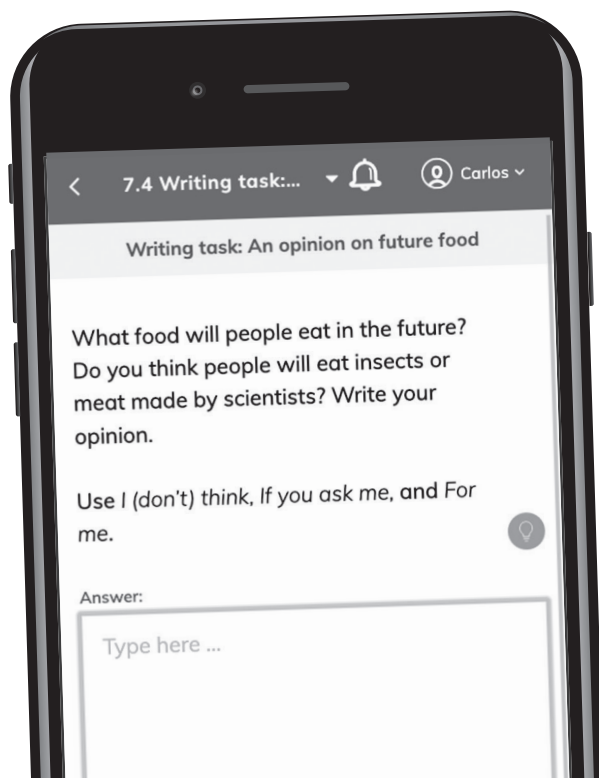 7.4 Writing task:... Carlos
Writing task: An opinion on future food
What food will people eat in the future?
Do you think people will eat insects or
meat made by scientists? Write your
opinion.
Use I (don't) think, If you ask me, and For
me.
Answer:
Type here ...